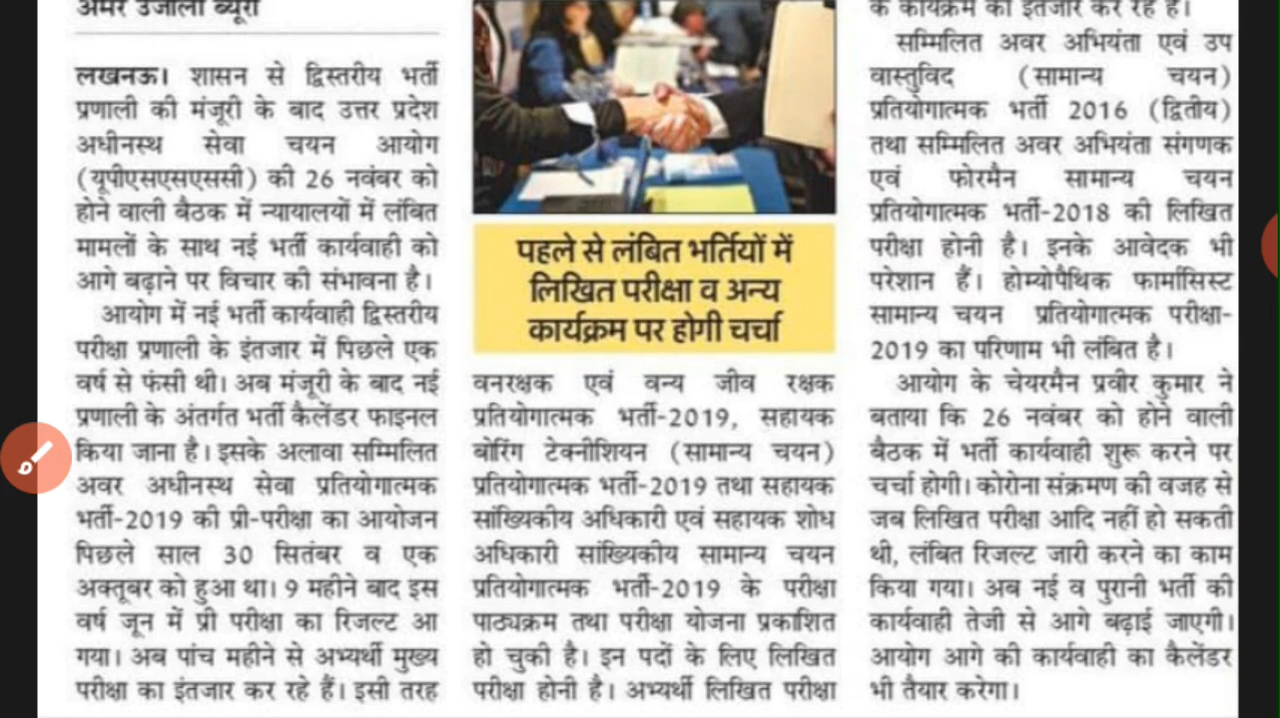 अमर उजाला ब्यूरो
लखनऊ। शासन से द्विस्तरीय भर्ती
प्रणाली की मंजूरी के बाद उत्तर प्रदेश
अधीनस्थ सेवा चयन आयोग
(यूपीएसएसएससी) की 26 नवंबर को
होने वाली बैठक में न्यायालयों में लंबित
मामलों के साथ नई भर्ती कार्यवाही को
आगे बढ़ाने पर विचार की संभावना है।
आयोग में नई भर्ती कार्यवाही द्विस्तरीय
परीक्षा प्रणाली के इंतजार में पिछले एक
वर्ष से फंसी थी। अब मंजूरी के बाद नई
प्रणाली के अंतर्गत भर्ती कैलेंडर फाइनल
किया जाना है। इसके अलावा सम्मिलित
अवर अधीनस्थ सेवा प्रतियोगात्मक
भर्ती-2019 की प्री-परीक्षा का आयोजन
पिछले साल 30 सितंबर व एक
अक्तूबर को हुआ था। 9 महीने बाद इस
वर्ष जून में प्री परीक्षा का रिजल्ट आ
गया। अब पांच महीने से अभ्यर्थी मुख्य
परीक्षा का इंतजार कर रहे हैं। इसी तरह
पहले से लंबित भर्तियों में
लिखित परीक्षा व अन्य
कार्यक्रम पर होगी चर्चा
वनरक्षक एवं वन्य जीव रक्षक
प्रतियोगात्मक भर्ती-2019, सहायक
बोरिंग टेक्नीशियन (सामान्य चयन)
प्रतियोगात्मक भर्ती-2019 तथा सहायक
सांख्यिकीय अधिकारी एवं सहायक शोध
अधिकारी सांख्यिकीय सामान्य चयन
प्रतियोगात्मक भर्ती-2019 के परीक्षा
पाठ्यक्रम तथा परीक्षा योजना प्रकाशित
हो चुकी है। इन पदों के लिए लिखित
परीक्षा होनी है। अभ्यर्थी लिखित परीक्षा
के कार्यक्रम का इंतजार कर रहे हैं।
सम्मिलित अवर अभियंता एवं उप
वास्तुविद (सामान्य चयन)
प्रतियोगात्मक भर्ती 2016 (द्वितीय)
तथा सम्मिलित अवर अभियंता संगणक
एवं फोरमैन सामान्य चयन
प्रतियोगात्मक भर्ती-2018 की लिखित
परीक्षा होनी है। इनके आवेदक भी
परेशान हैं। होम्योपैथिक फार्मासिस्ट
सामान्य चयन प्रतियोगात्मक परीक्षा-
2019 का परिणाम भी लंबित है।
आयोग के चेयरमैन प्रवीर कुमार ने
बताया कि 26 नवंबर को होने वाली
बैठक में भर्ती कार्यवाही शुरू करने पर
चर्चा होगी। कोरोना संक्रमण की वजह से
जब लिखित परीक्षा आदि नहीं हो सकती
थी, लंबित रिजल्ट जारी करने का काम
किया गया। अब नई व पुरानी भर्ती की
कार्यवाही तेजी से आगे बढ़ाई जाएगी।
आयोग आगे की कार्यवाही का कैलेंडर
भी तैयार करेगा।